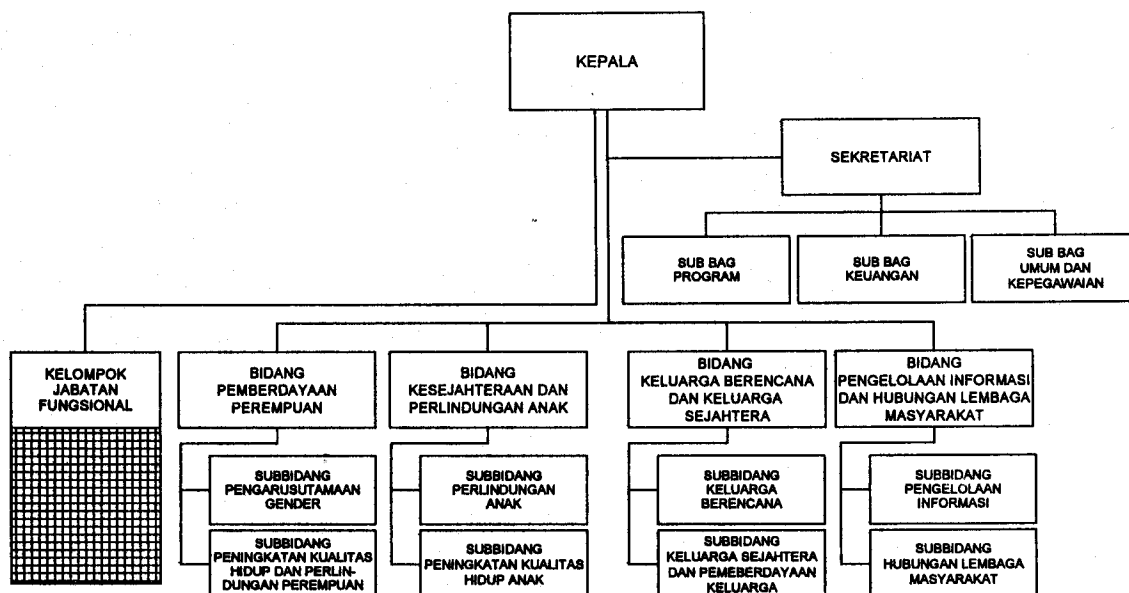 KEPALA
SEKRETARIAT
SUB BAG
PROGRAM
SUB BAG
KEUANGAN
SUB BAG
UMUM DAN
KEPEGAWAIAN
KELOMPOK
JABATAN
FUNGSIONAL
BIDANG
PEMBERDAYAAN
PEREMPUAN
BIDANG
KESEJAHTERAAN DAN
PERLINDUNGAN ANAK
BIDANG
KELUARGA BERENCANA
DAN KELUARGA
SEJAHTERA
BIDANG
PENGELOLAAN INFORMASI
DAN HUBUNGAN LEMBAGA
MASYARAKAT
SUBBIDANG
PENGARUSUTAMAAN
GENDER
SUBBIDANG
PERLINDUNGAN
ANAK
SUBBIDANG
KELUARGA
BERENCANA
SUBBIDANG
PENGELOLAAN
INFORMASI
SUBBIDANG
PENINGKATAN KUALITAS
HIDUP DAN PERLIN-
DUNGAN PEREMPUAN
SUBBIDANG
PENINGKATAN KUALITAS
HIDUP ANAK
SUBBIDANG
KELUARGA SEJAHTERA
DAN PEMEBERDAYAAN
KELUARGA
SUBBIDANG
HUBUNGAN LEMBAGA
MASYARAKAT